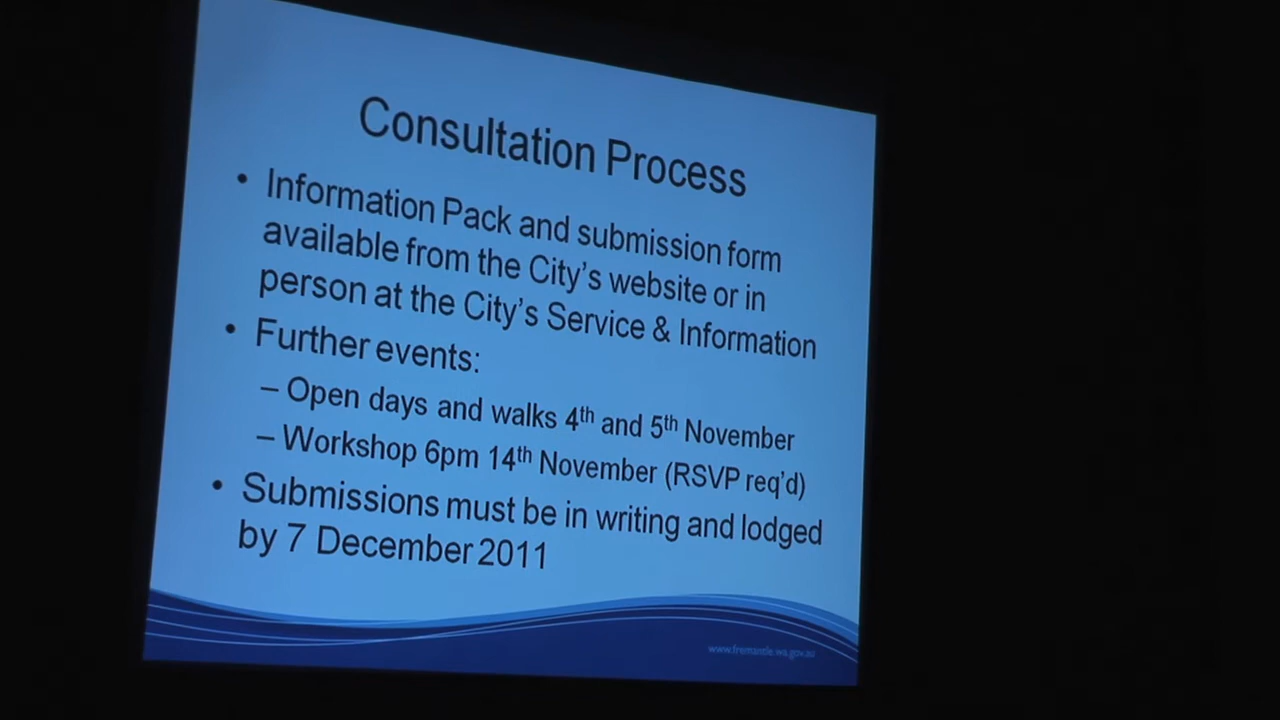 Consultation Process
• Information Pack and submission form
available from the City's website or in
person at the City's Service & Information
• Further events:
– Open days and walks 4th and 5th November
– Workshop 6pm 14th November (RSVP req'd)
• Submissions must be in writing and lodged
by 7 December 2011
www.fremantle.wa.gov.au